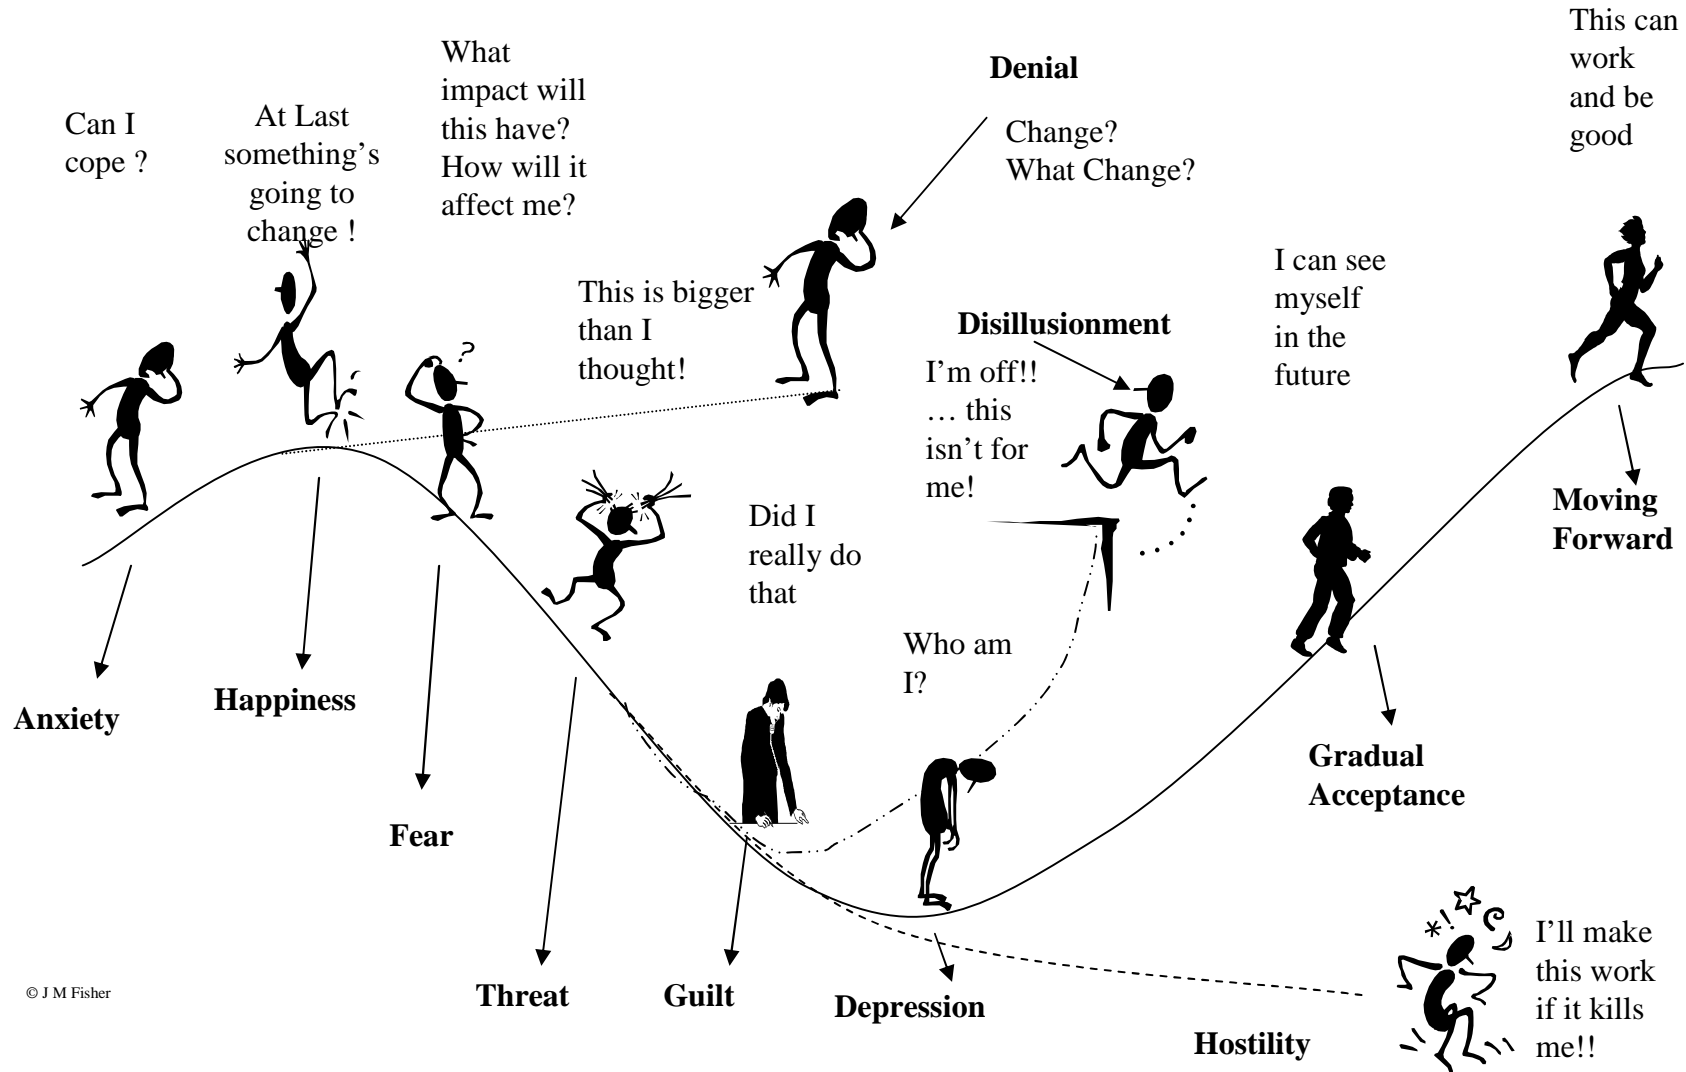 Can I
cope ?
At Last
something's
going to
change !
What
impact will
this have?
How will it
affect me?
This is bigger
than I
thought!
Denial
Change?
What Change?
Disillusionment
I'm off!!
… this
isn't for
me!
I can see
myself
in the
future
This can
work
and be
good
?
Did I
really do
that
Who am
I?
Anxiety
Happiness
Fear
Threat
Guilt
Depression
Hostility
Gradual
Acceptance
Moving
Forward
*!
I'll make
this work
if it kills
me!!
© J M Fisher